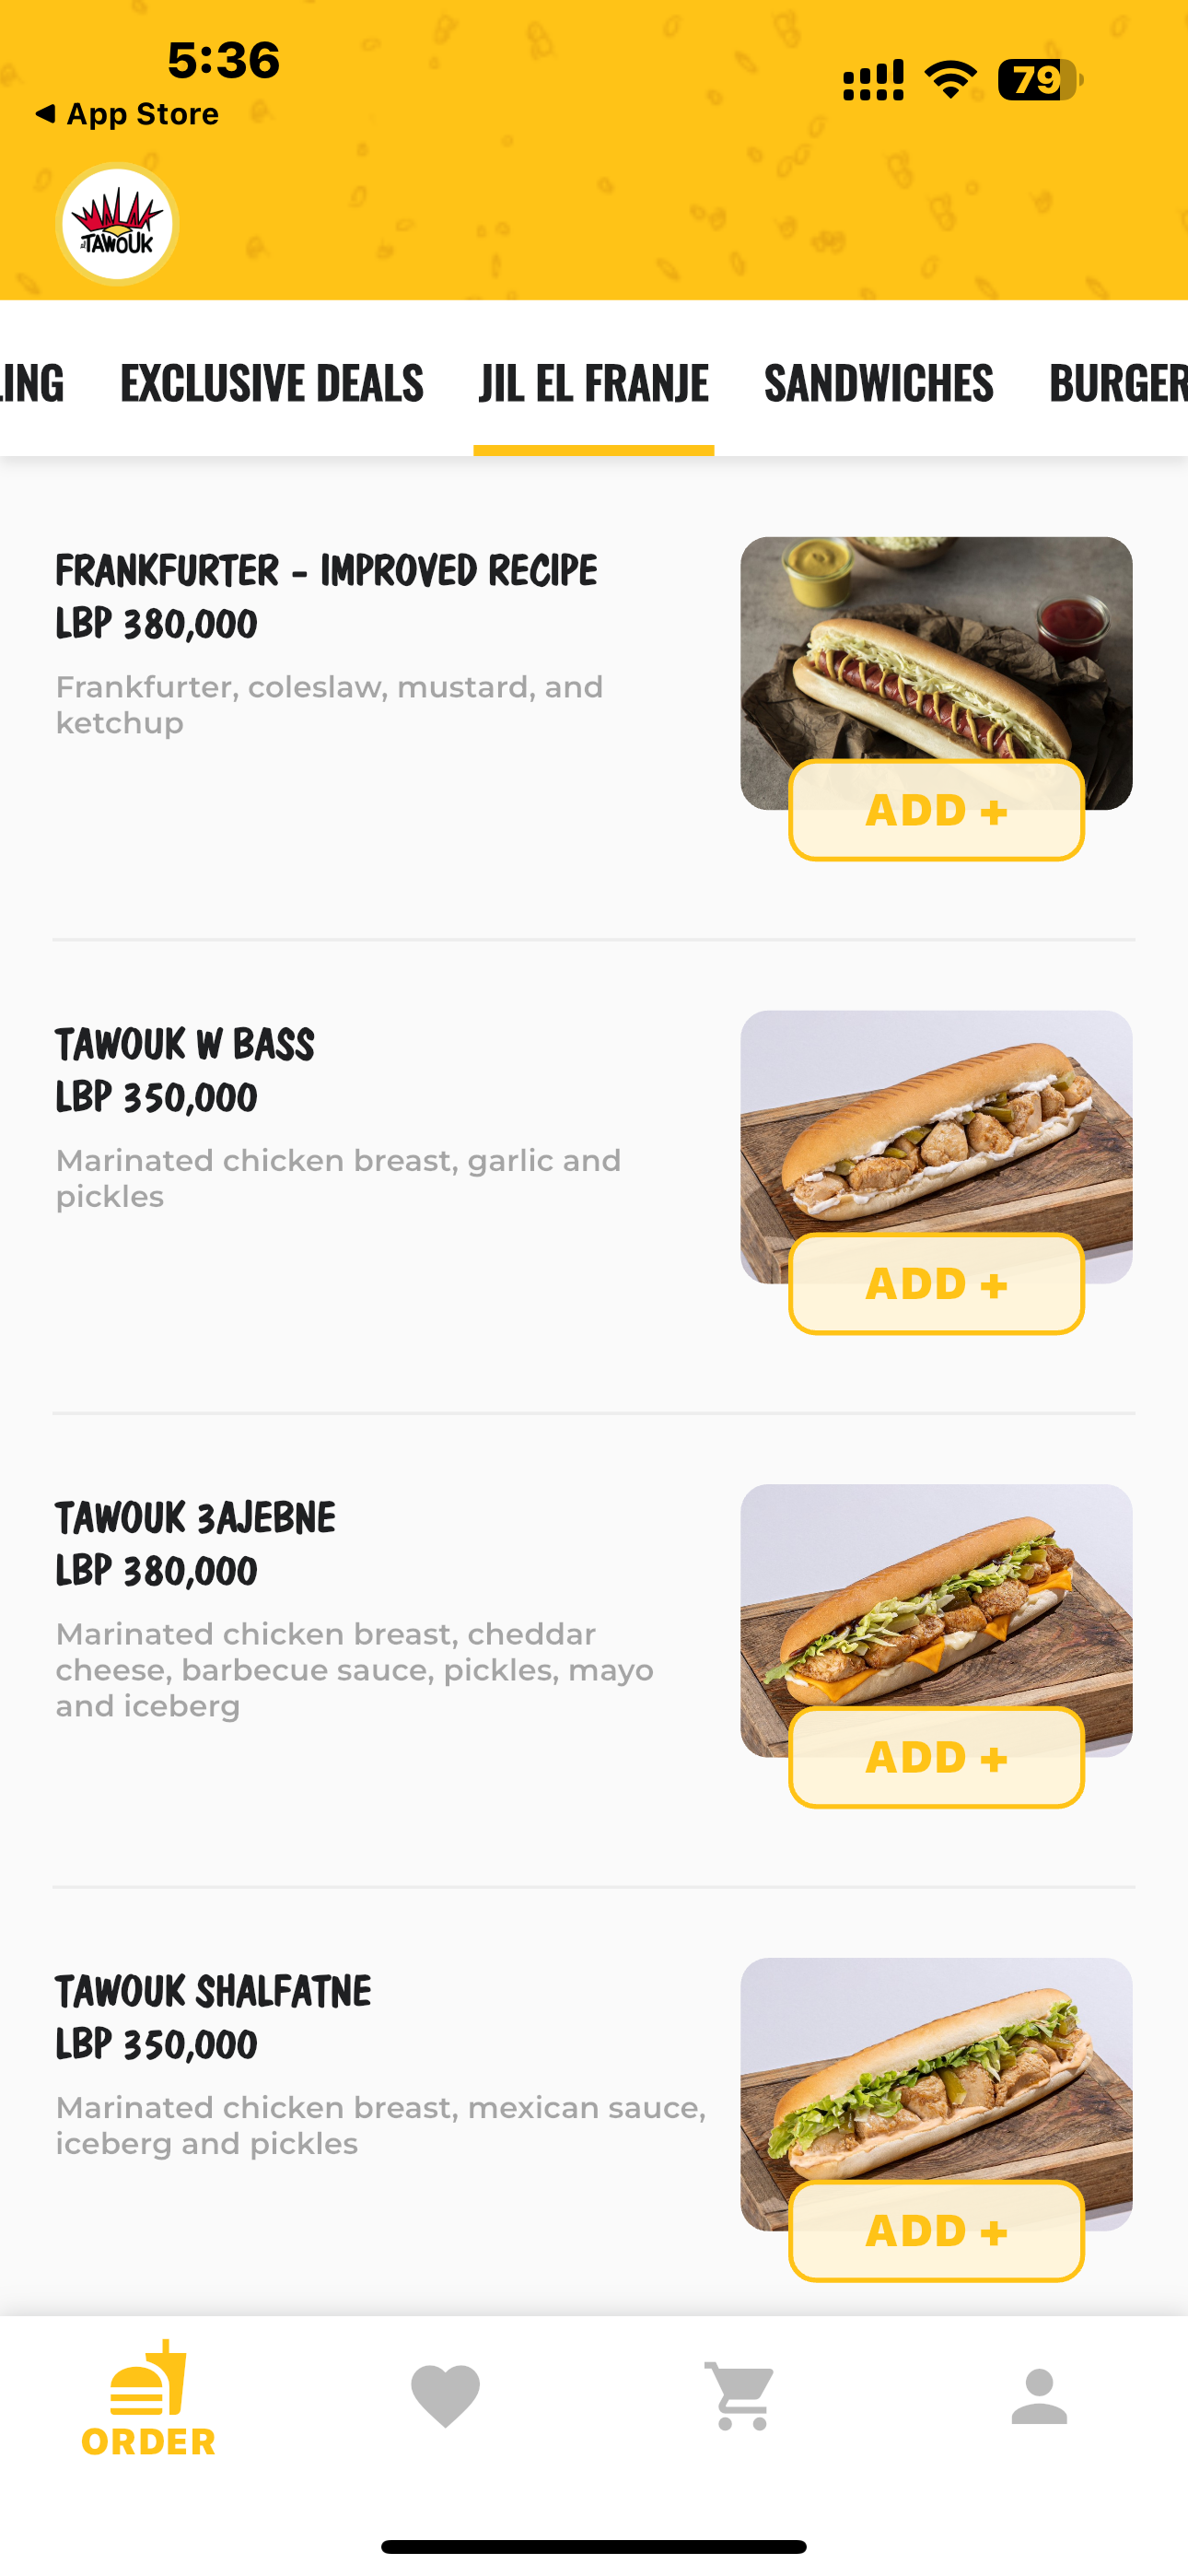 5:36
79
App Store
TAWOUK
LING
EXCLUSIVE DEALS
JIL EL FRANJE
SANDWICHES
BURGER
FRANKFURTER - IMPROVED RECIPE
LBP 380,000
Frankfurter, coleslaw, mustard, and
ketchup
ADD +
TAWOUK W BASS
LBP 350,000
Marinated chicken breast, garlic and
pickles
ADD +
TAWOUK 3AJEBNE
LBP 380,000
Marinated chicken breast, cheddar
cheese, barbecue sauce, pickles, mayo
and iceberg
ADD +
TAWOUK SHALFATNE
LBP 350,000
Marinated chicken breast, mexican sauce,
iceberg and pickles
ADD +
ORDER